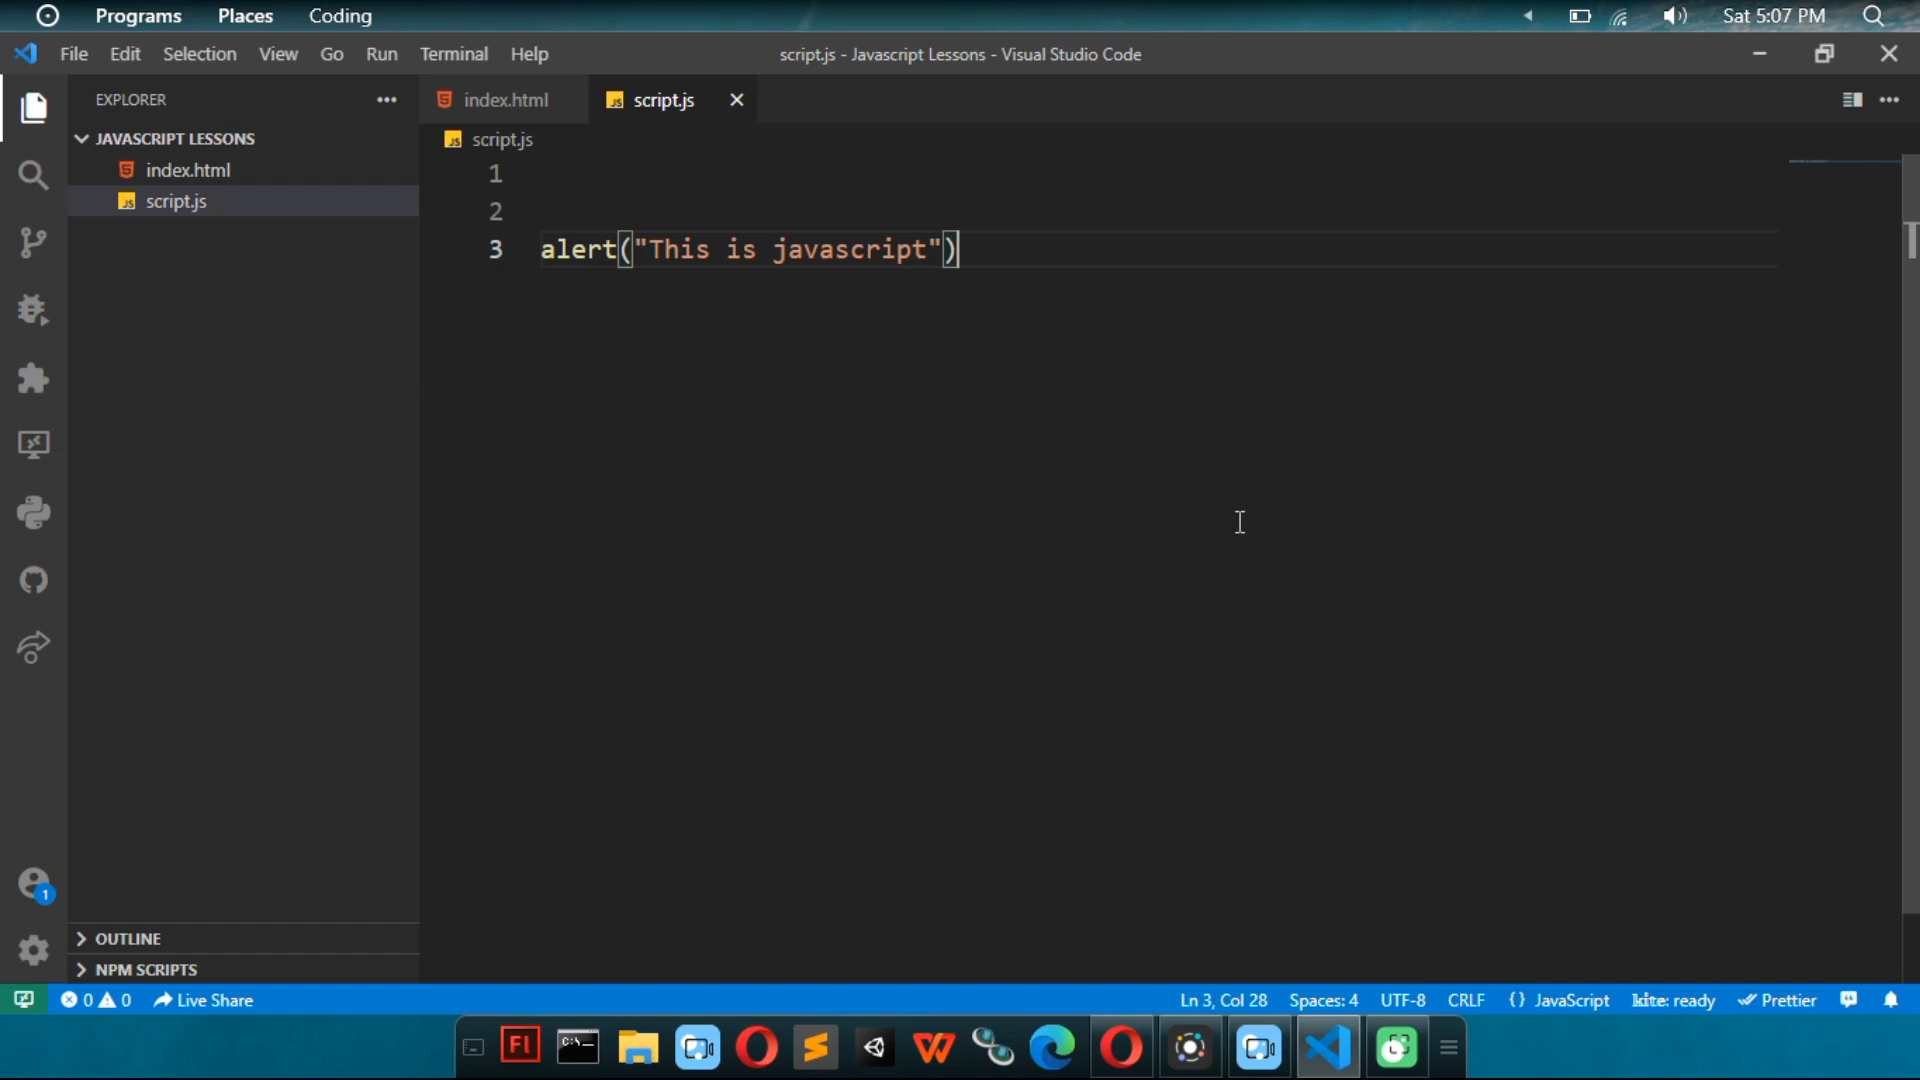 Programs Places Coding Sat 5:07 PM
File Edit Selection View Go Run Terminal Help script.js - Javascript Lessons - Visual Studio Code
EXPLORER index.html script.js
JAVASCRIPT LESSONS script.js
index.html
script.js
1
2
3 alert("This is javascript")
1
OUTLINE
NPM SCRIPTS
0 0 Live Share Ln 3, Col 28 Spaces: 4 UTF-8 CRLF {} JavaScript kite: ready Prettier
Fl C:\